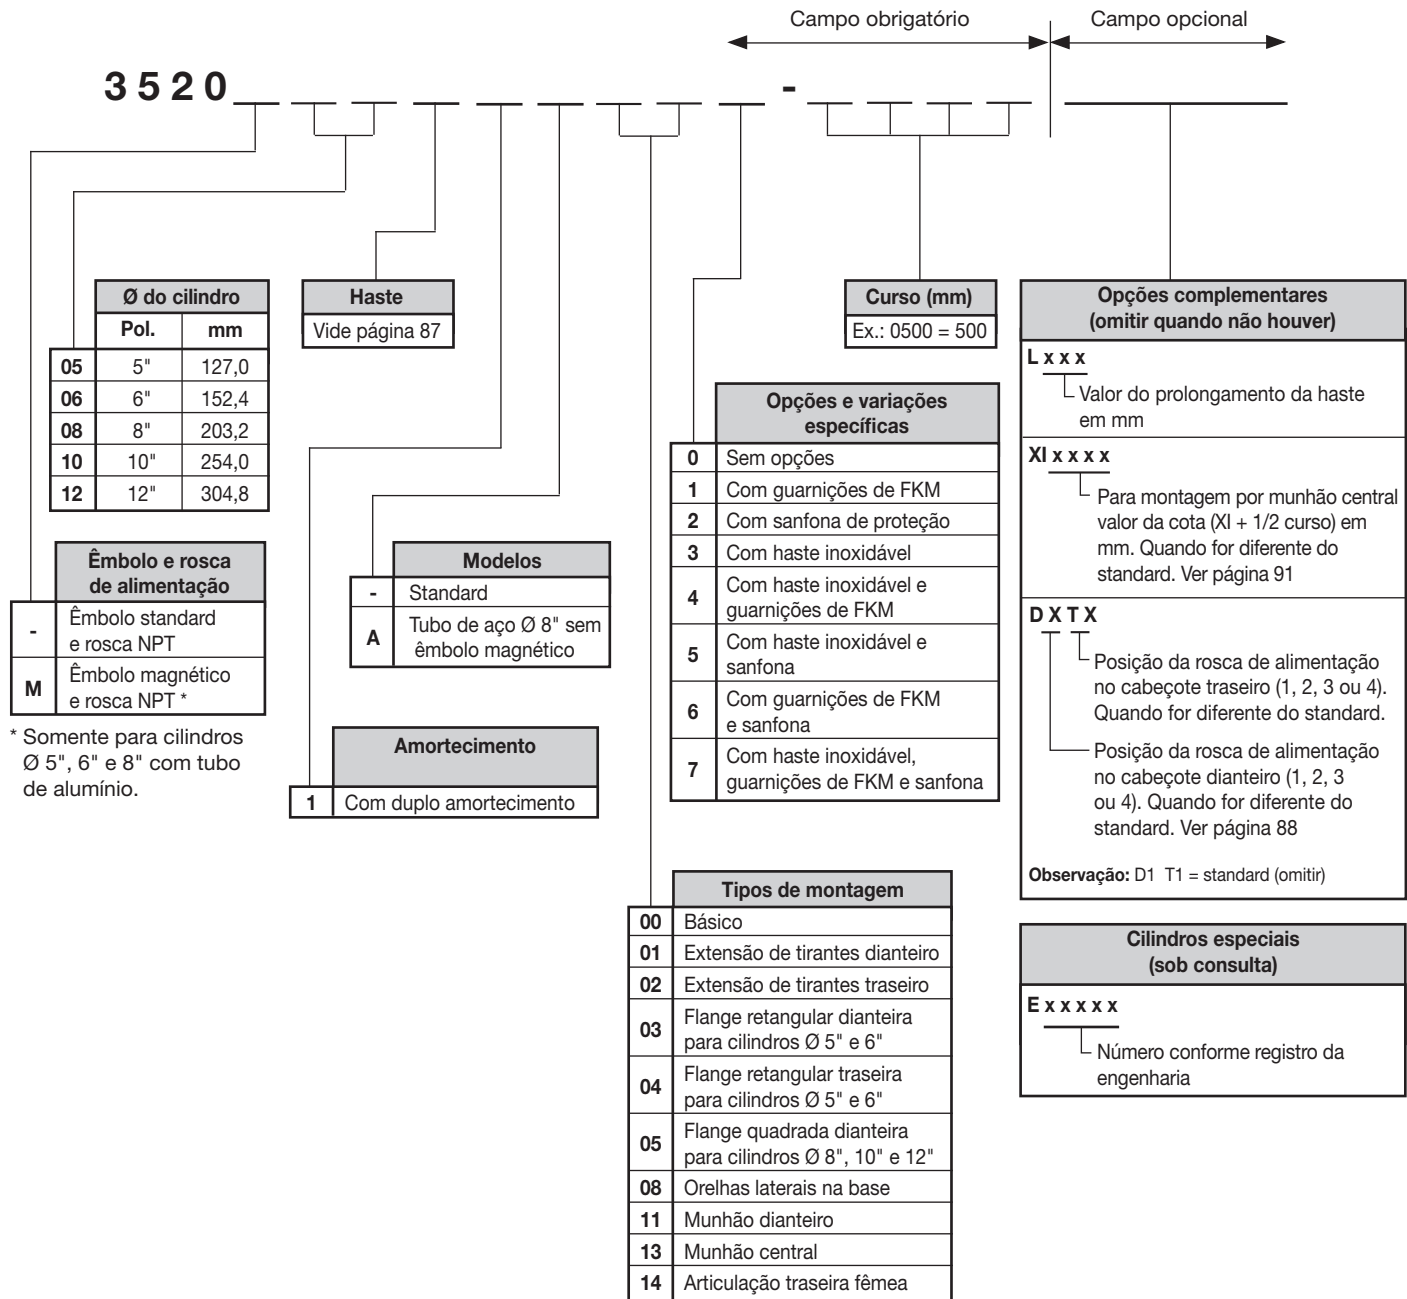 Campo obrigatório
Campo opcional
3520
-
Ø do cilindro
Pol. mm
05 5" 127,0
06 6" 152,4
08 8" 203,2
10 10" 254,0
12 12" 304,8
Haste
Vide página 87
Curso (mm)
Ex.: 0500 = 500
Opções complementares
(omitir quando não houver)
L x x x
Valor do prolongamento da haste
em mm
XI x x x x
Para montagem por munhão central
valor da cota (XI + 1/2 curso) em
mm. Quando for diferente do
standard. Ver página 91
D X T X
Posição da rosca de alimentação
no cabeçote traseiro (1, 2, 3 ou 4).
Quando for diferente do standard.
Posição da rosca de alimentação
no cabeçote dianteiro (1, 2, 3
ou 4). Quando for diferente do
standard. Ver página 88
Observação: D1 T1 = standard (omitir)
Opções e variações
específicas
0 Sem opções
1 Com guarnições de FKM
2 Com sanfona de proteção
3 Com haste inoxidável
4 Com haste inoxidável e
guarnições de FKM
5 Com haste inoxidável e
sanfona
6 Com guarnições de FKM
e sanfona
7 Com haste inoxidável,
guarnições de FKM e sanfona
Êmbolo e rosca
de alimentação
- Êmbolo standard
e rosca NPT
M Êmbolo magnético
e rosca NPT *
* Somente para cilindros
Ø 5", 6" e 8" com tubo
de alumínio.
Modelos
- Standard
A Tubo de aço Ø 8" sem
êmbolo magnético
Amortecimento
1 Com duplo amortecimento
Tipos de montagem
00 Básico
01 Extensão de tirantes dianteiro
02 Extensão de tirantes traseiro
03 Flange retangular dianteira
para cilindros Ø 5" e 6"
04 Flange retangular traseira
para cilindros Ø 5" e 6"
05 Flange quadrada dianteira
para cilindros Ø 8", 10" e 12"
08 Orelhas laterais na base
11 Munhão dianteiro
13 Munhão central
14 Articulação traseira fêmea
Cilindros especiais
(sob consulta)
E x x x x x
Número conforme registro da
engenharia